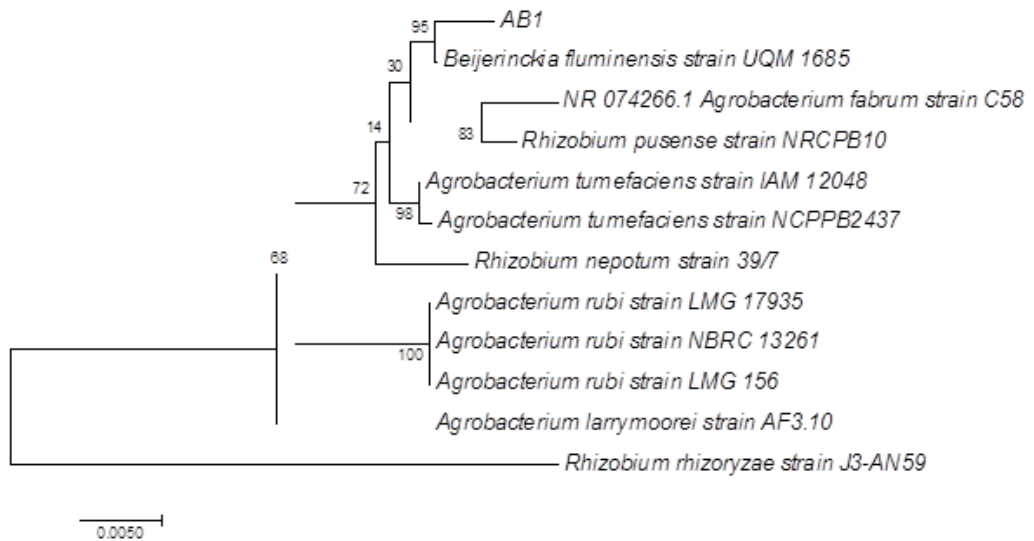 95
AB1
Beijerinckia fluminensis strain UQM 1685
30
NR 074266.1 Agrobacterium fabrum strain C58
14
83
Rhizobium pusense strain NRCPB10
72
Agrobacterium tumefaciens strain IAM 12048
98
Agrobacterium tumefaciens strain NCPPB2437
68
Rhizobium nepotum strain 39/7
Agrobacterium rubi strain LMG 17935
100
Agrobacterium rubi strain NBRC 13261
Agrobacterium rubi strain LMG 156
Agrobacterium larrymoorei strain AF3.10
Rhizobium rhizoryzae strain J3-AN59
0.0050